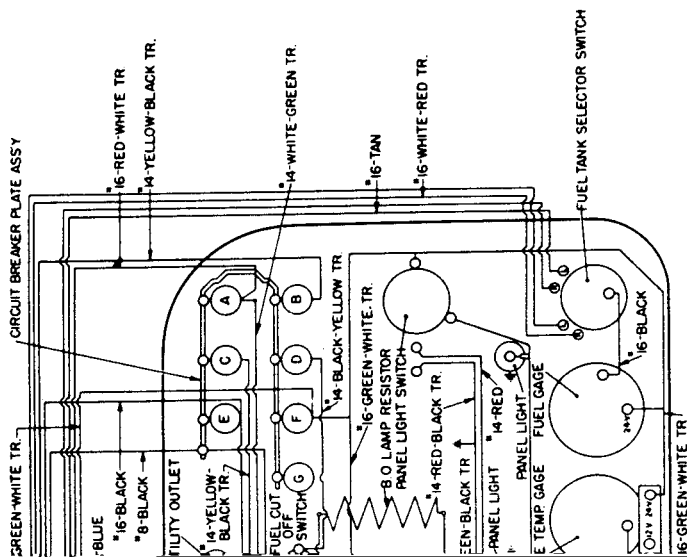 CIRCUIT BREAKER PLATE ASSY
"16-RED-WHITE TR.
"14-YELLOW-BLACK TR.
"14-WHITE-GREEN TR.
"16-TAN
"16-WHITE-RED TR.
FUEL TANK SELECTOR SWITCH
GREEN-WHITE TR.
-BLUE
"16-BLACK
"8-BLACK
TILITY OUTLET
"14-YELLOW-
BLACK TR.
FUEL CUT
OFF
SWITCH
A
B
C
D
E
F
G
"14-BLACK-YELLOW TR.
"16-GREEN-WHITE. TR.
B.O LAMP RESISTOR
PANEL LIGHT SWITCH
"14-RED-BLACK TR.
EEN-BLACK TR
"14-RED
-PANEL LIGHT
PANEL LIGHT
E TEMP. GAGE
FUEL GAGE
"16-BLACK
24V
12V
24V
16-GREEN-WHITE TR.